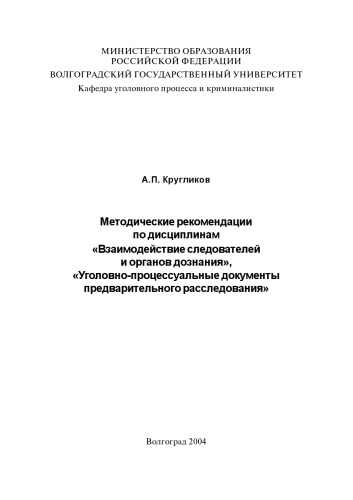 МИНИСТЕРСТВО ОБРАЗОВАНИЯ
РОССИЙСКОЙ ФЕДЕРАЦИИ
ВОЛГОГРАДСКИЙ ГОСУДАРСТВЕННЫЙ УНИВЕРСИТЕТ
Кафедра уголовного процесса и криминалистики
А.П. Кругликов
Методические рекомендации
по дисциплинам
«Взаимодействие следователей
и органов дознания»,
«Уголовно-процессуальные документы
предварительного расследования»
Волгоград 2004